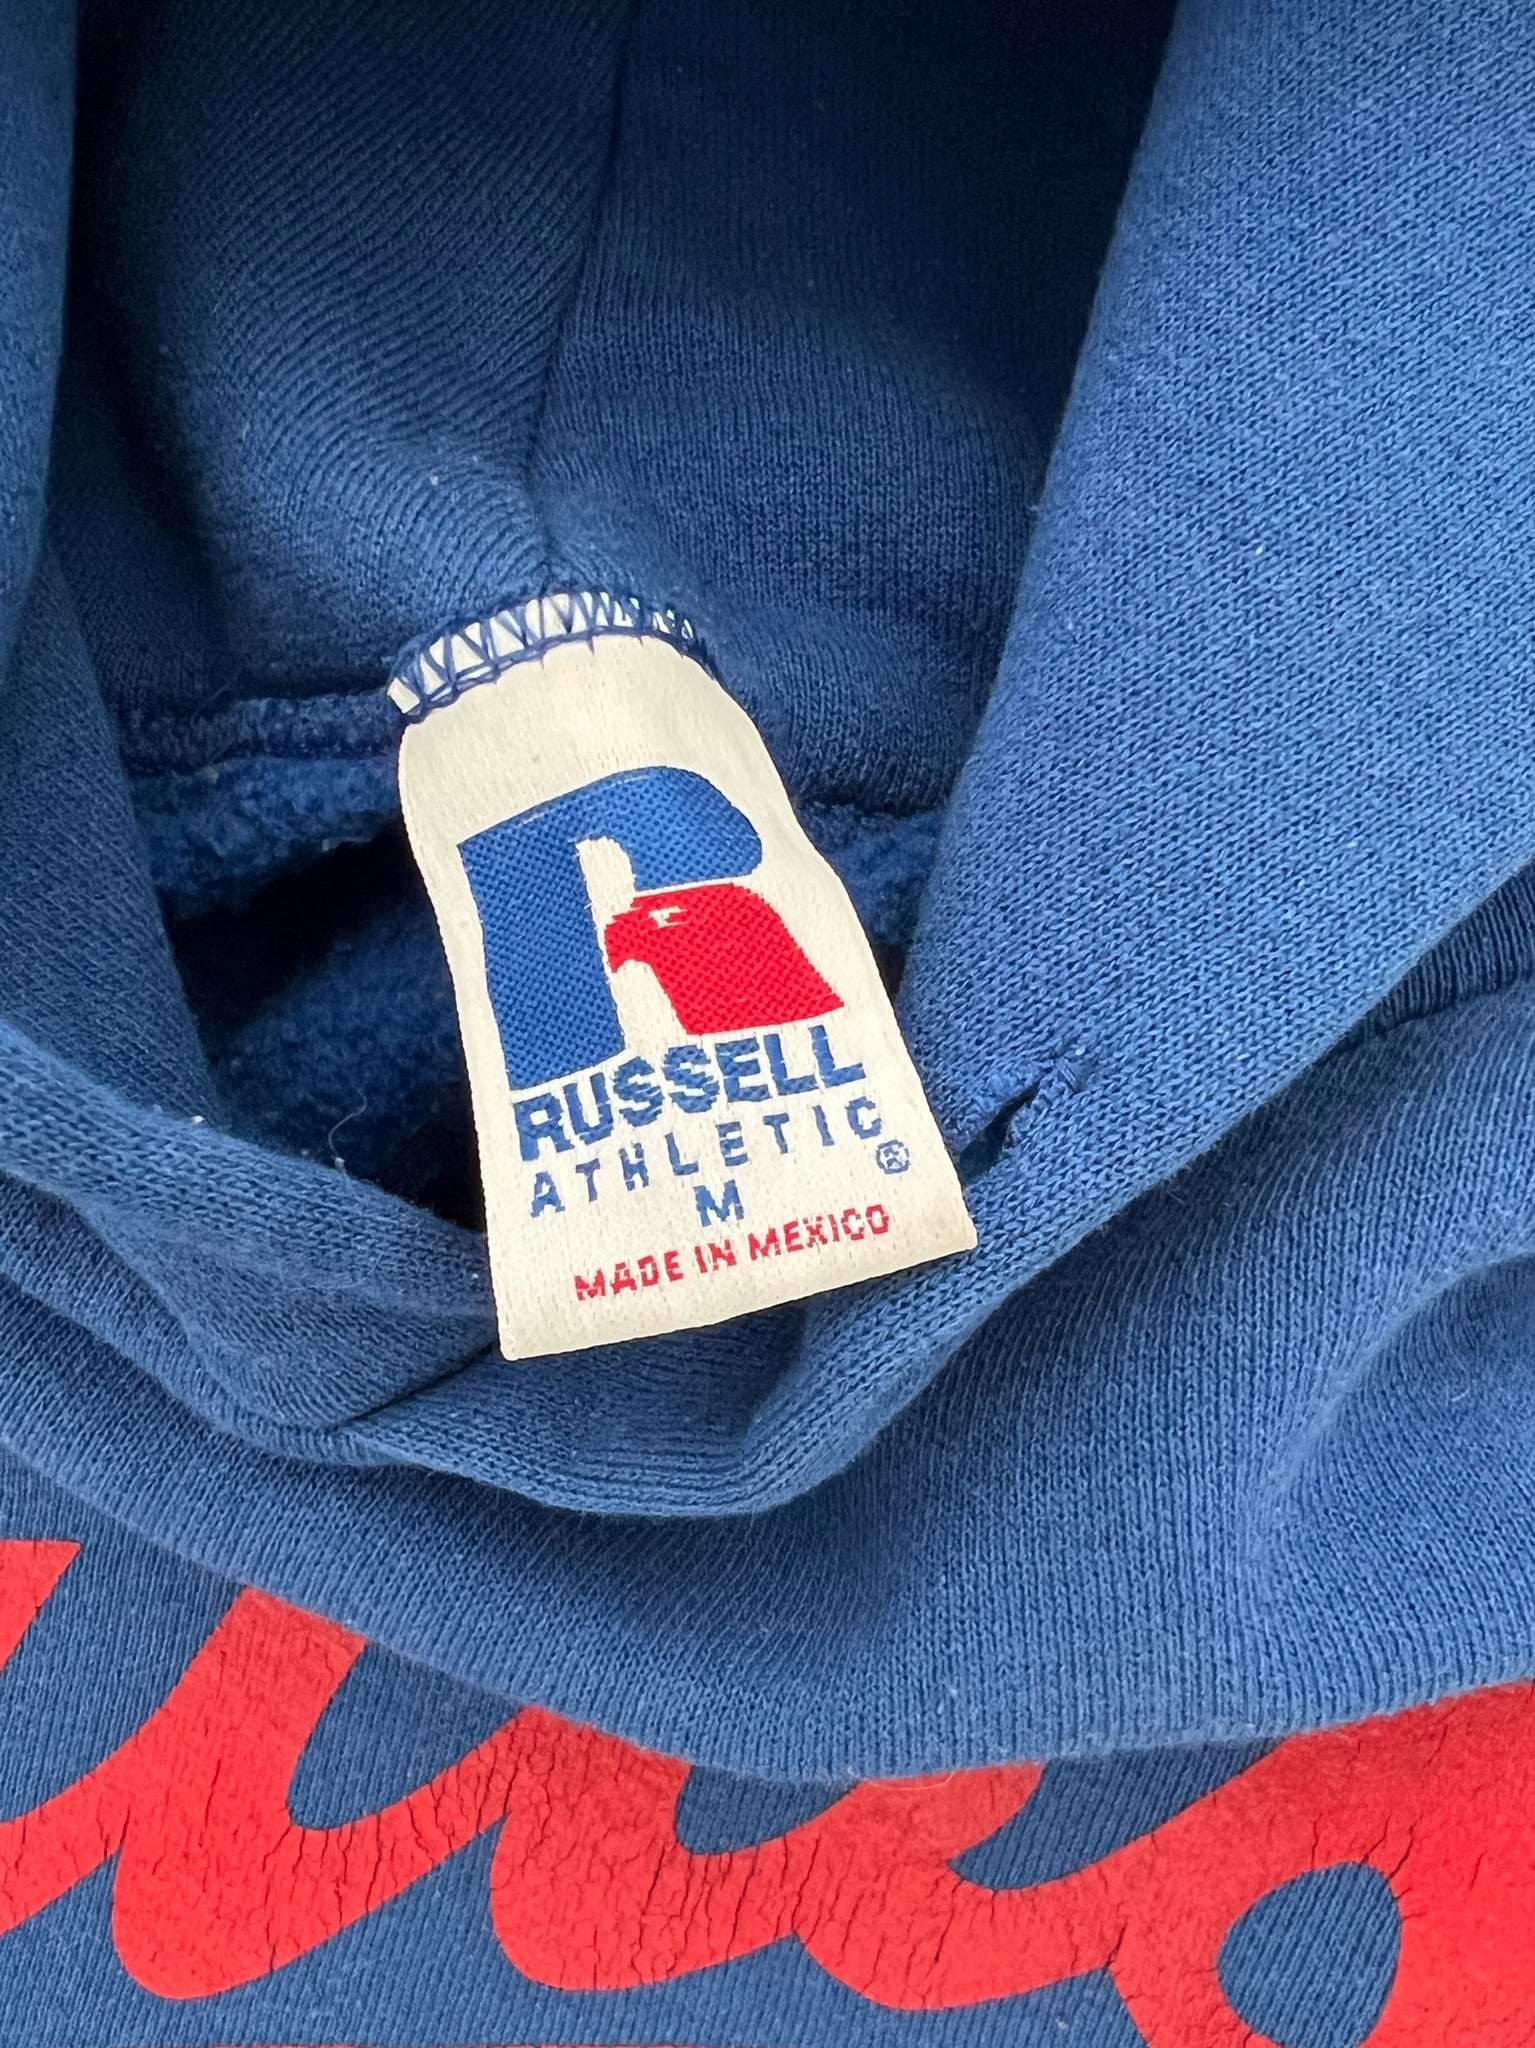 R
RUSSELL
ATHLETIC®
M
MADE IN MEXICO